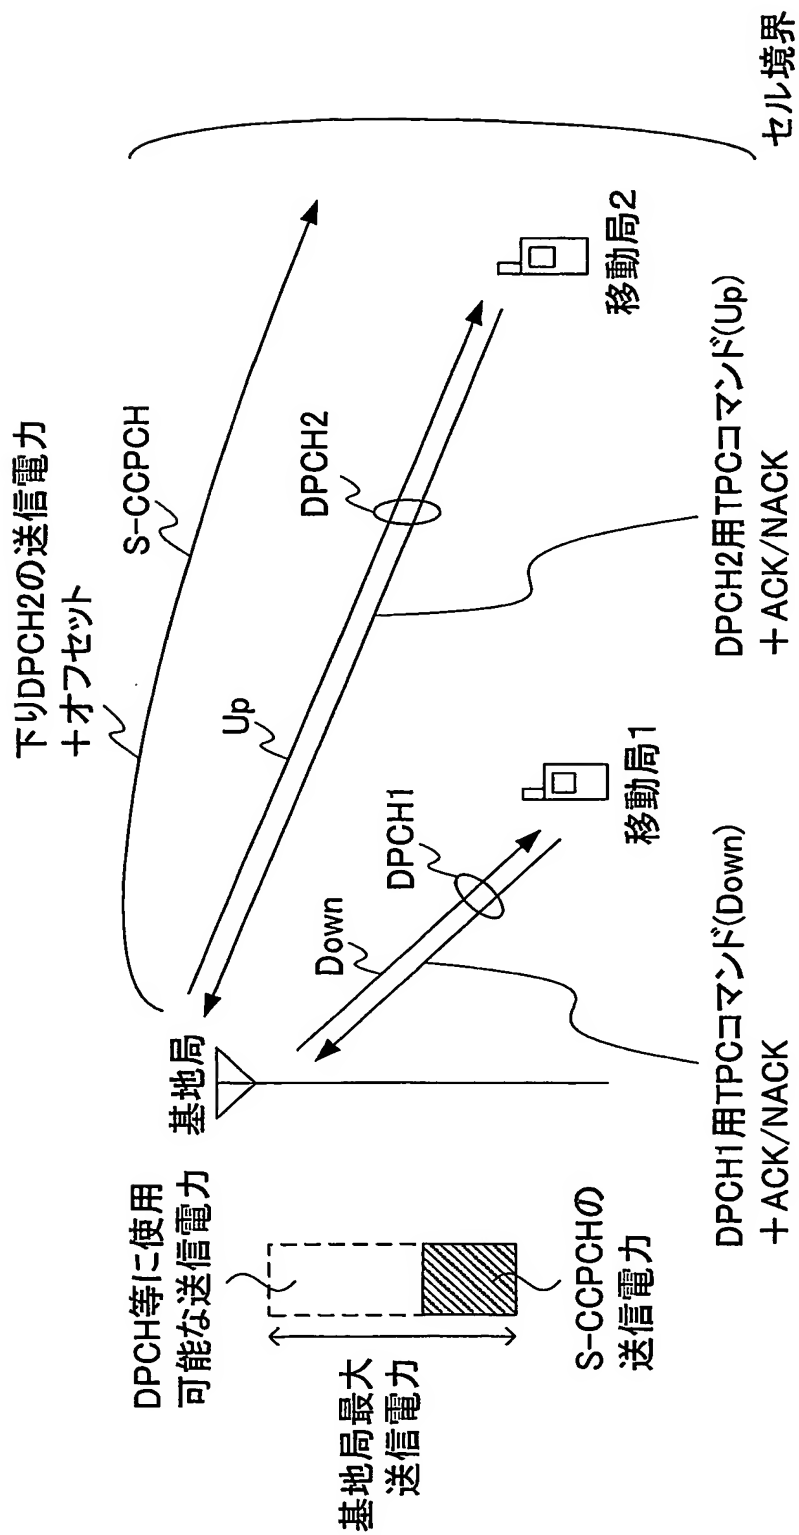 基地局最大
送信電力
DPCH等に使用
可能な送信電力
S-CCPCHの
送信電力
基地局
下りDPCH2の送信電力
+オフセット
S-CCPCH
Up
DPCH2
Down
DPCH1
移動局1
移動局2
DPCH1用TPCコマンド(Down)
+ACK/NACK
DPCH2用TPCコマンド(Up)
+ACK/NACK
セル境界